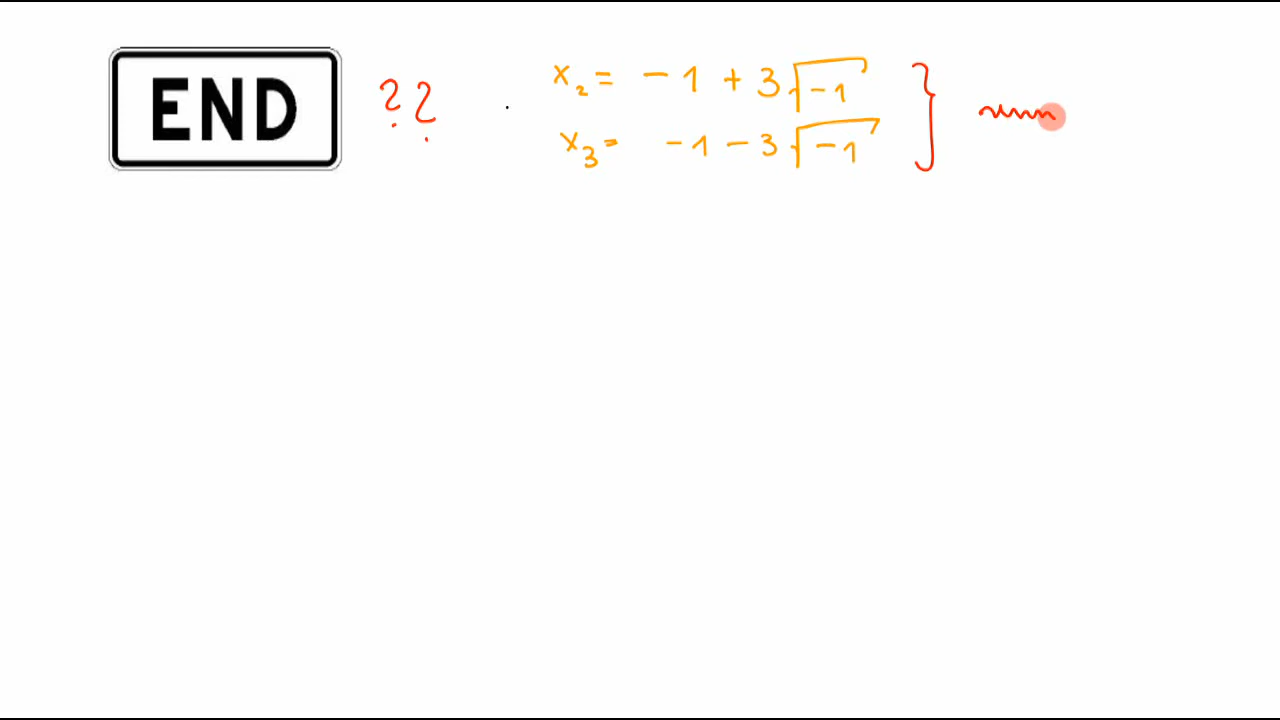 END ??
x₂ = - 1 + 3√-1
x₃ = - 1 - 3√-1